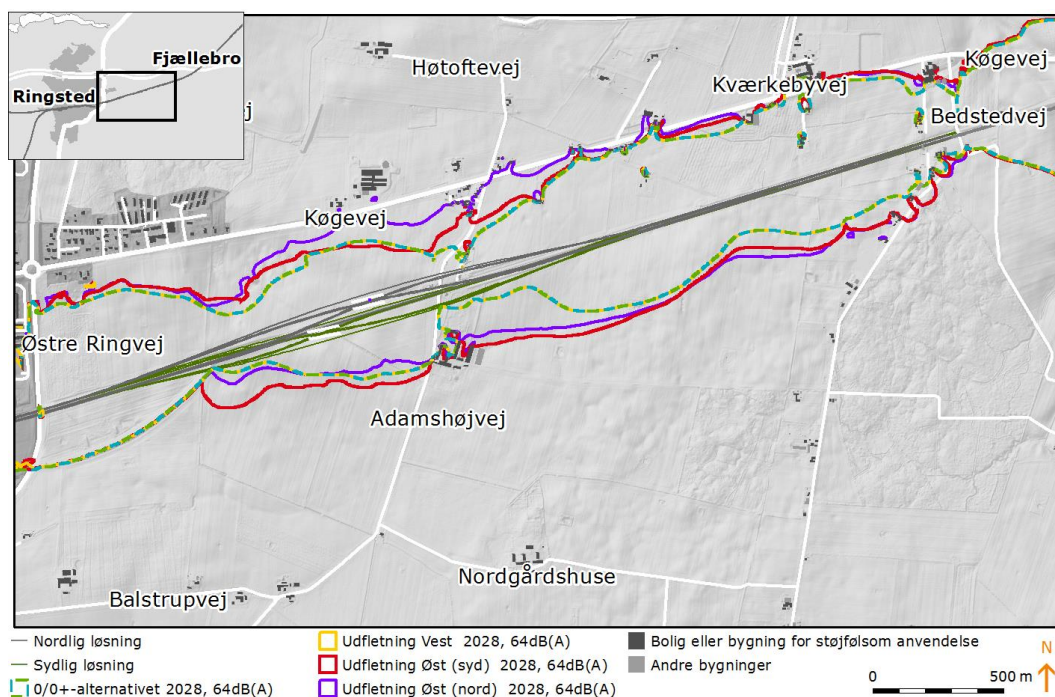 Fjællebro
Ringsted
Høtoftevej
Køgevej
Kværkebyvej
Bedstedvej
Køgevej
Østre Ringvej
Adamshøjvej
Nordgårdshuse
Balstrupvej
Nordlig løsning
Sydlig løsning
0/0+-alternativet 2028, 64dB(A)
Udfletning Vest 2028, 64dB(A)
Udfletning Øst (syd) 2028, 64dB(A)
Udfletning Øst (nord) 2028, 64dB(A)
Bolig eller bygning for støjfølsom anvendelse
Andre bygninger
0 500 m
N